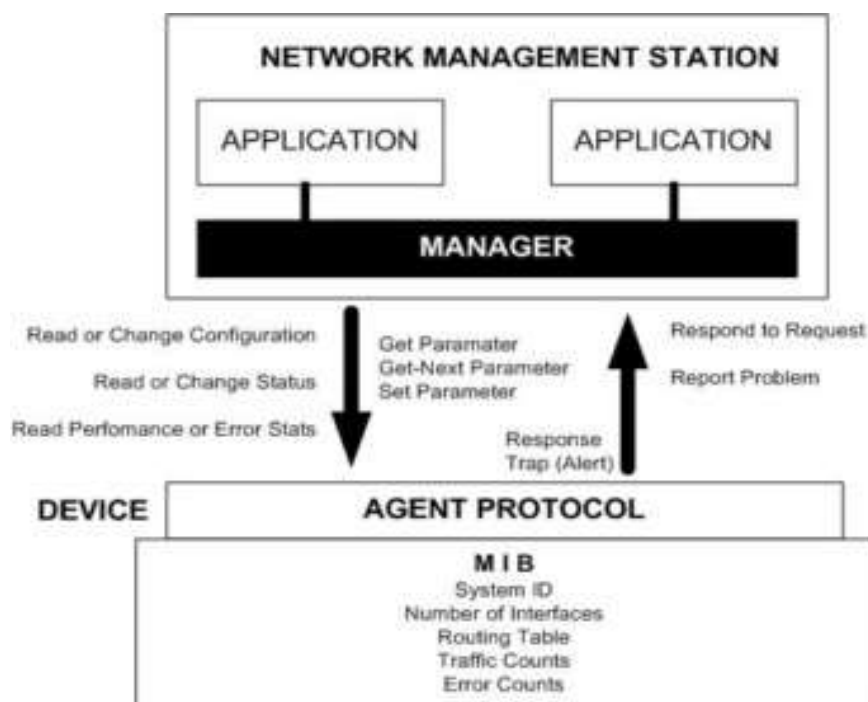 NETWORK MANAGEMENT STATION
APPLICATION
APPLICATION
MANAGER
Read or Change Configuration
Read or Change Status
Read Perfomance or Error Stats
Get Paramater
Get-Next Parameter
Set Parameter
Respond to Request
Report Problem
Response
Trap (Alert)
DEVICE
AGENT PROTOCOL
M I B
System ID
Number of Interfaces
Routing Table
Traffic Counts
Error Counts